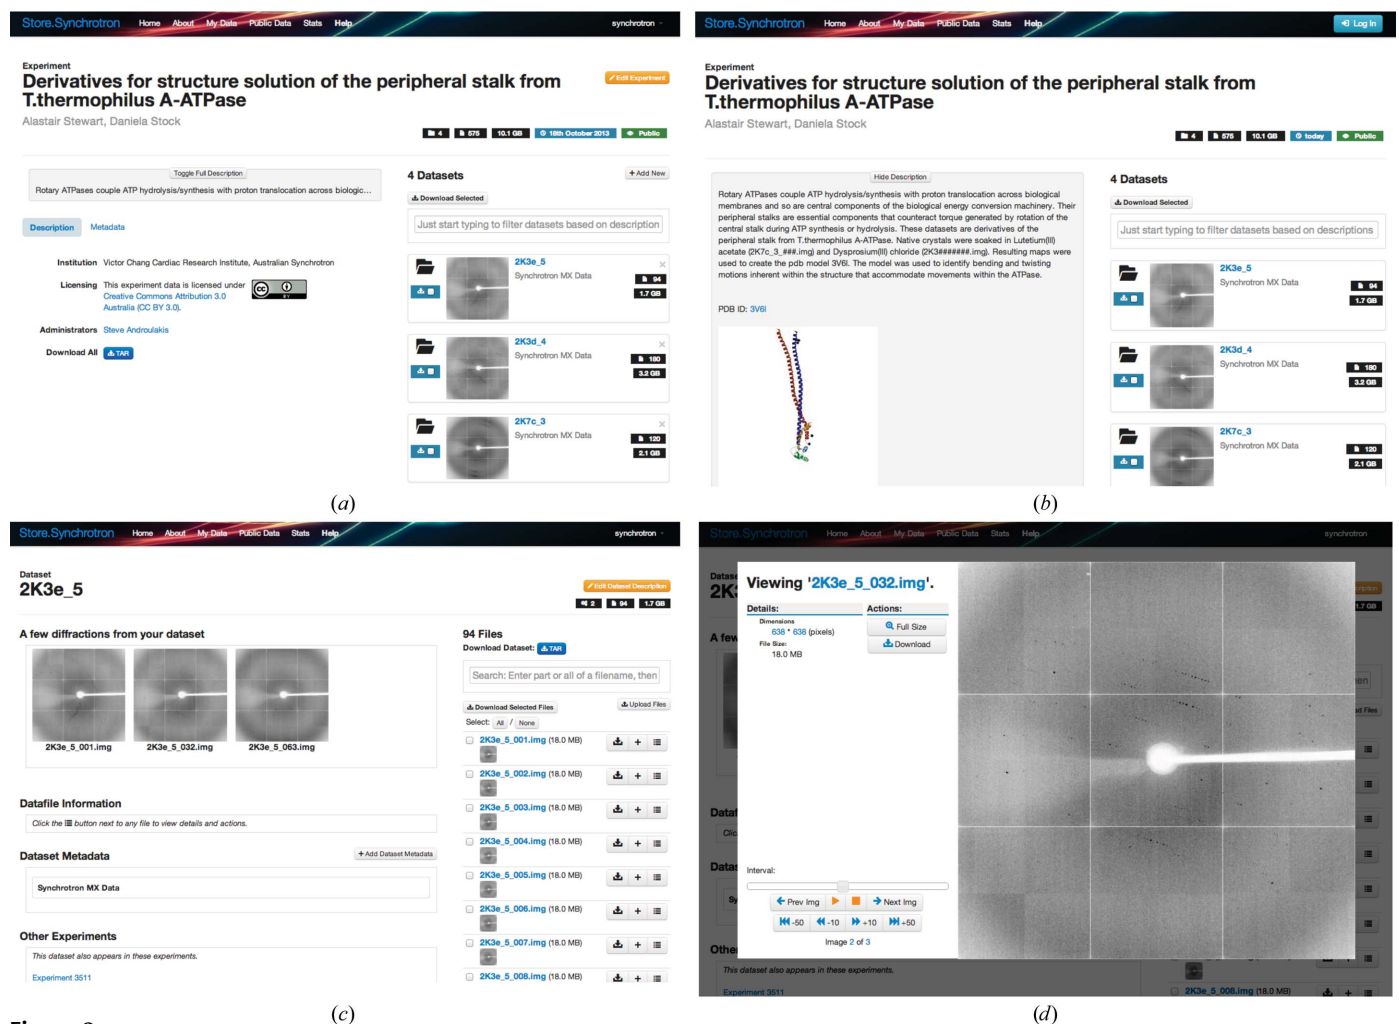 Store.Synchrotron Home About My Data Public Data Stats Help synchrotron
Experiment
Derivatives for structure solution of the peripheral stalk from
T.thermophilus A-ATPase
Edit Experiment
Alastair Stewart, Daniela Stock
4 575 10.1 GB 18th October 2013 Public
Toggle Full Description
Rotary ATPases couple ATP hydrolysis/synthesis with proton translocation across biologic...
Description Metadata
Institution Victor Chang Cardiac Research Institute, Australian Synchrotron
Licensing This experiment data is licensed under
Creative Commons Attribution 3.0
Australia (CC BY 3.0).
cc BY
Administrators Steve Androulakis
Download All TAR
4 Datasets + Add New
Download Selected
Just start typing to filter datasets based on description
2K3e_5
Synchrotron MX Data
94
1.7 GB
2K3d_4
Synchrotron MX Data
180
3.2 GB
2K7c_3
Synchrotron MX Data
120
2.1 GB
(a)
Store.Synchrotron Home About My Data Public Data Stats Help Log In
Experiment
Derivatives for structure solution of the peripheral stalk from
T.thermophilus A-ATPase
Alastair Stewart, Daniela Stock
4 575 10.1 GB today Public
Hide Description
Rotary ATPases couple ATP hydrolysis/synthesis with proton translocation across biological
membranes and so are central components of the biological energy conversion machinery. Their
peripheral stalks are essential components that counteract torque generated by rotation of the
central stalk during ATP synthesis or hydrolysis. These datasets are derivatives of the
peripheral stalk from T.thermophilus A-ATPase. Native crystals were soaked in Lutetium(III)
acetate (2K7c_3_###.img) and Dysprosium(III) chloride (2K3#######.img). Resulting maps were
used to create the pdb model 3V6I. The model was used to identify bending and twisting
motions inherent within the structure that accommodate movements within the ATPase.
PDB ID: 3V6I
4 Datasets
Download Selected
Just start typing to filter datasets based on descriptions
2K3e_5
Synchrotron MX Data
94
1.7 GB
2K3d_4
Synchrotron MX Data
180
3.2 GB
2K7c_3
Synchrotron MX Data
120
2.1 GB
(b)
Store.Synchrotron Home About My Data Public Data Stats Help synchrotron
Dataset
2K3e_5
Edit Dataset Description
2 94 1.7 GB
A few diffractions from your dataset
2K3e_5_001.img 2K3e_5_032.img 2K3e_5_063.img
Datafile Information
Click the button next to any file to view details and actions.
Dataset Metadata + Add Dataset Metadata
Synchrotron MX Data
Other Experiments
This dataset also appears in these experiments.
Experiment 3511
94 Files
Download Dataset: TAR
Search: Enter part or all of a filename, then
Download Selected Files Upload Files
Select: All / None
2K3e_5_001.img (18.0 MB)
2K3e_5_002.img (18.0 MB)
2K3e_5_003.img (18.0 MB)
2K3e_5_004.img (18.0 MB)
2K3e_5_005.img (18.0 MB)
2K3e_5_006.img (18.0 MB)
2K3e_5_007.img (18.0 MB)
2K3e_5_008.img (18.0 MB)
(c)
Store.Synchrotron Home About My Data Public Data Stats Help synchrotron
Viewing '2K3e_5_032.img'.
Details: Actions:
Dimensions
638 * 638 (pixels)
File Size:
18.0 MB
Full Size
Download
Interval:
Prev Img Next Img
-50 -10 +10 +50
Image 2 of 3
This dataset also appears in these experiments.
Experiment 3511
2K3e_5_008.img (18.0 MB)
(d)